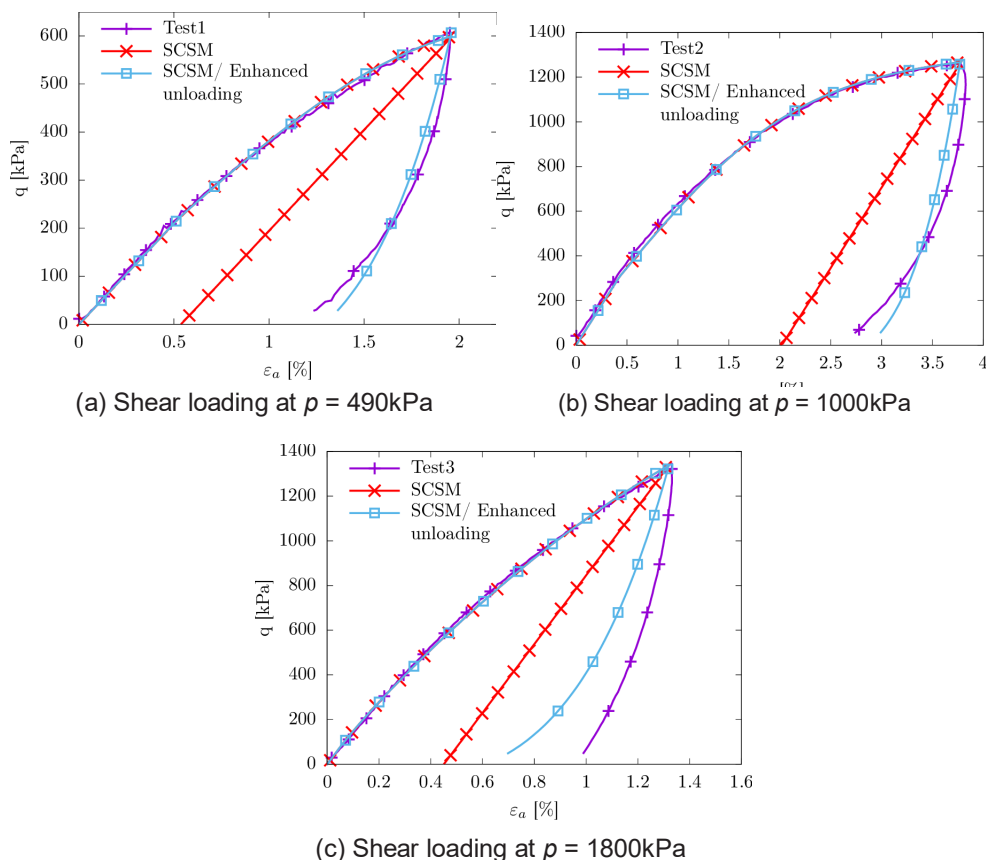 600
500
400
300
200
100
0
q [kPa]
Test1
SCSM
SCSM/ Enhanced
unloading
0
0.5
1
1.5
2
εa [%]
(a) Shear loading at p = 490kPa
1400
1200
1000
800
600
400
200
0
q [kPa]
Test2
SCSM
SCSM/ Enhanced
unloading
0
0.5
1
1.5
2
2.5
3
3.5
4
(b) Shear loading at p = 1000kPa
1400
1200
1000
800
600
400
200
0
q [kPa]
Test3
SCSM
SCSM/ Enhanced
unloading
0
0.2
0.4
0.6
0.8
1
1.2
1.4
1.6
εa [%]
(c) Shear loading at p = 1800kPa